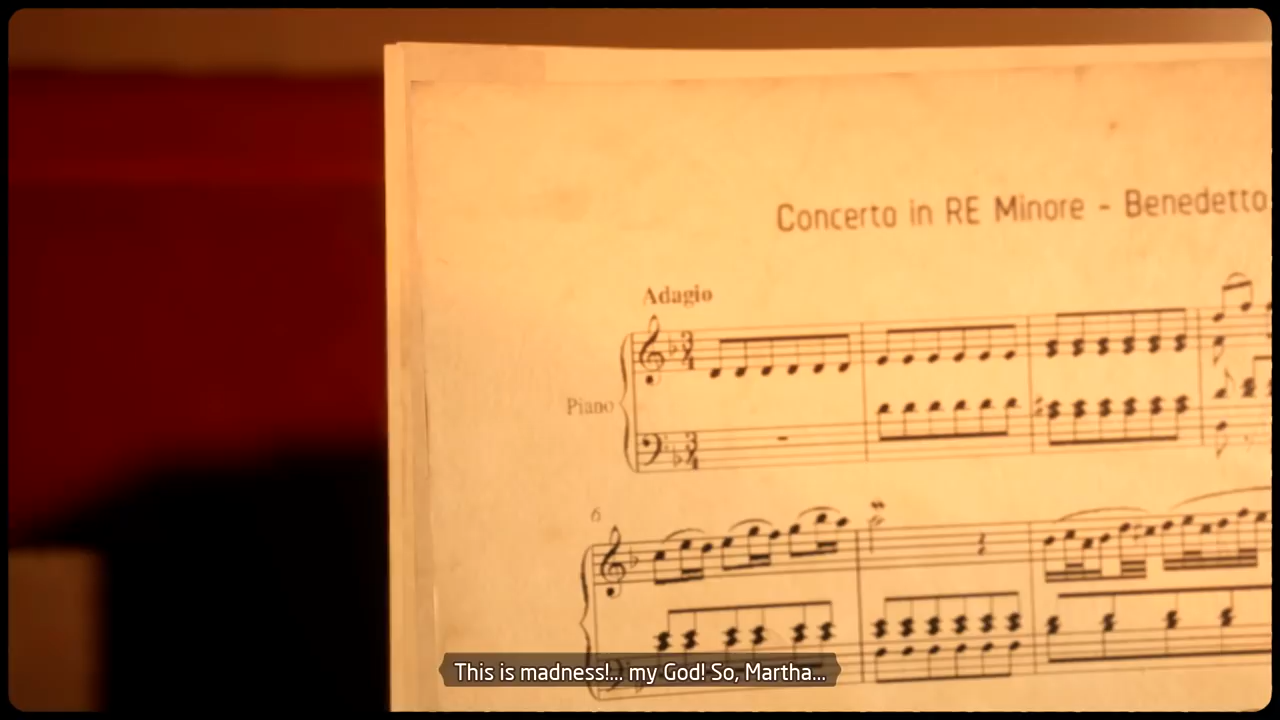 Concerto in RE Minore - Benedetto
Adagio
Piano
6
This is madness!... my God! So, Martha...